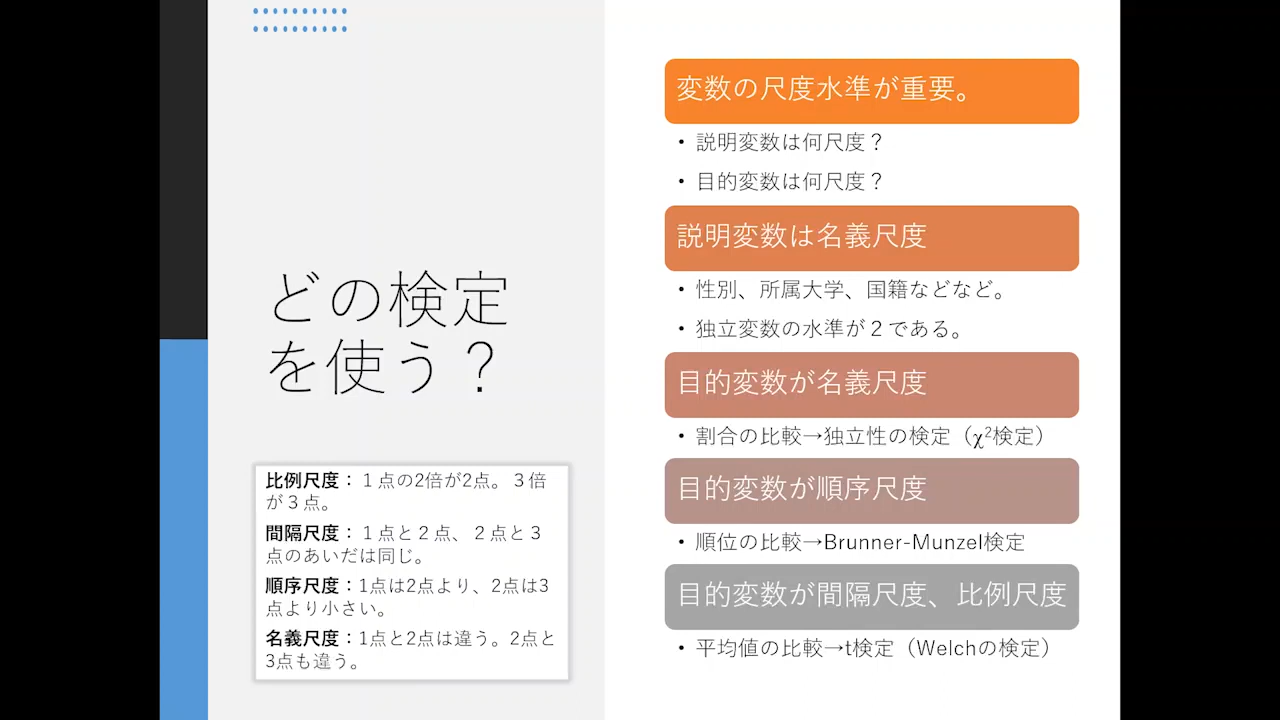 どの検定
を使う？
比例尺度：１点の2倍が2点。３倍
が３点。
間隔尺度：１点と２点、２点と３
点のあいだは同じ。
順序尺度：1点は2点より、2点は3
点より小さい。
名義尺度：1点と2点は違う。2点と
3点も違う。
変数の尺度水準が重要。
• 説明変数は何尺度？
• 目的変数は何尺度？
説明変数は名義尺度
• 性別、所属大学、国籍などなど。
• 独立変数の水準が２である。
目的変数が名義尺度
• 割合の比較→独立性の検定（χ²検定）
目的変数が順序尺度
• 順位の比較→Brunner-Munzel検定
目的変数が間隔尺度、比例尺度
• 平均値の比較→t検定（Welchの検定）